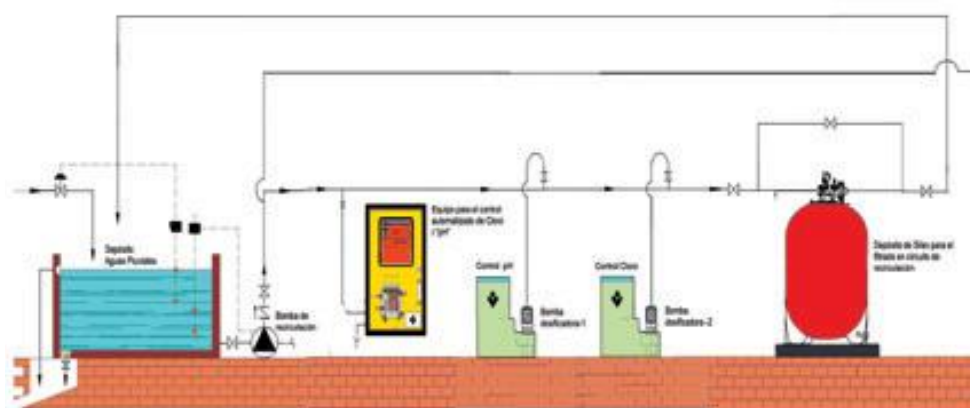 Depósito
Aguas Pluviales
Bomba de
recirculación
Equipo para el control
automatizado de Cloro
y "pH"
Control pH
Bomba
dosificadora-1
Control Cloro
Bomba
dosificadora -2
Depósito de Silex para el
filtrado en circuito de
recirculación